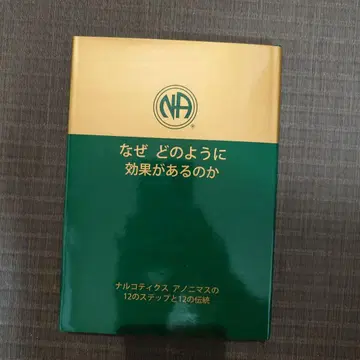 NA
®
なぜ どのように
効果があるのか
ナルコティクス アノニマスの
12のステップと12の伝統